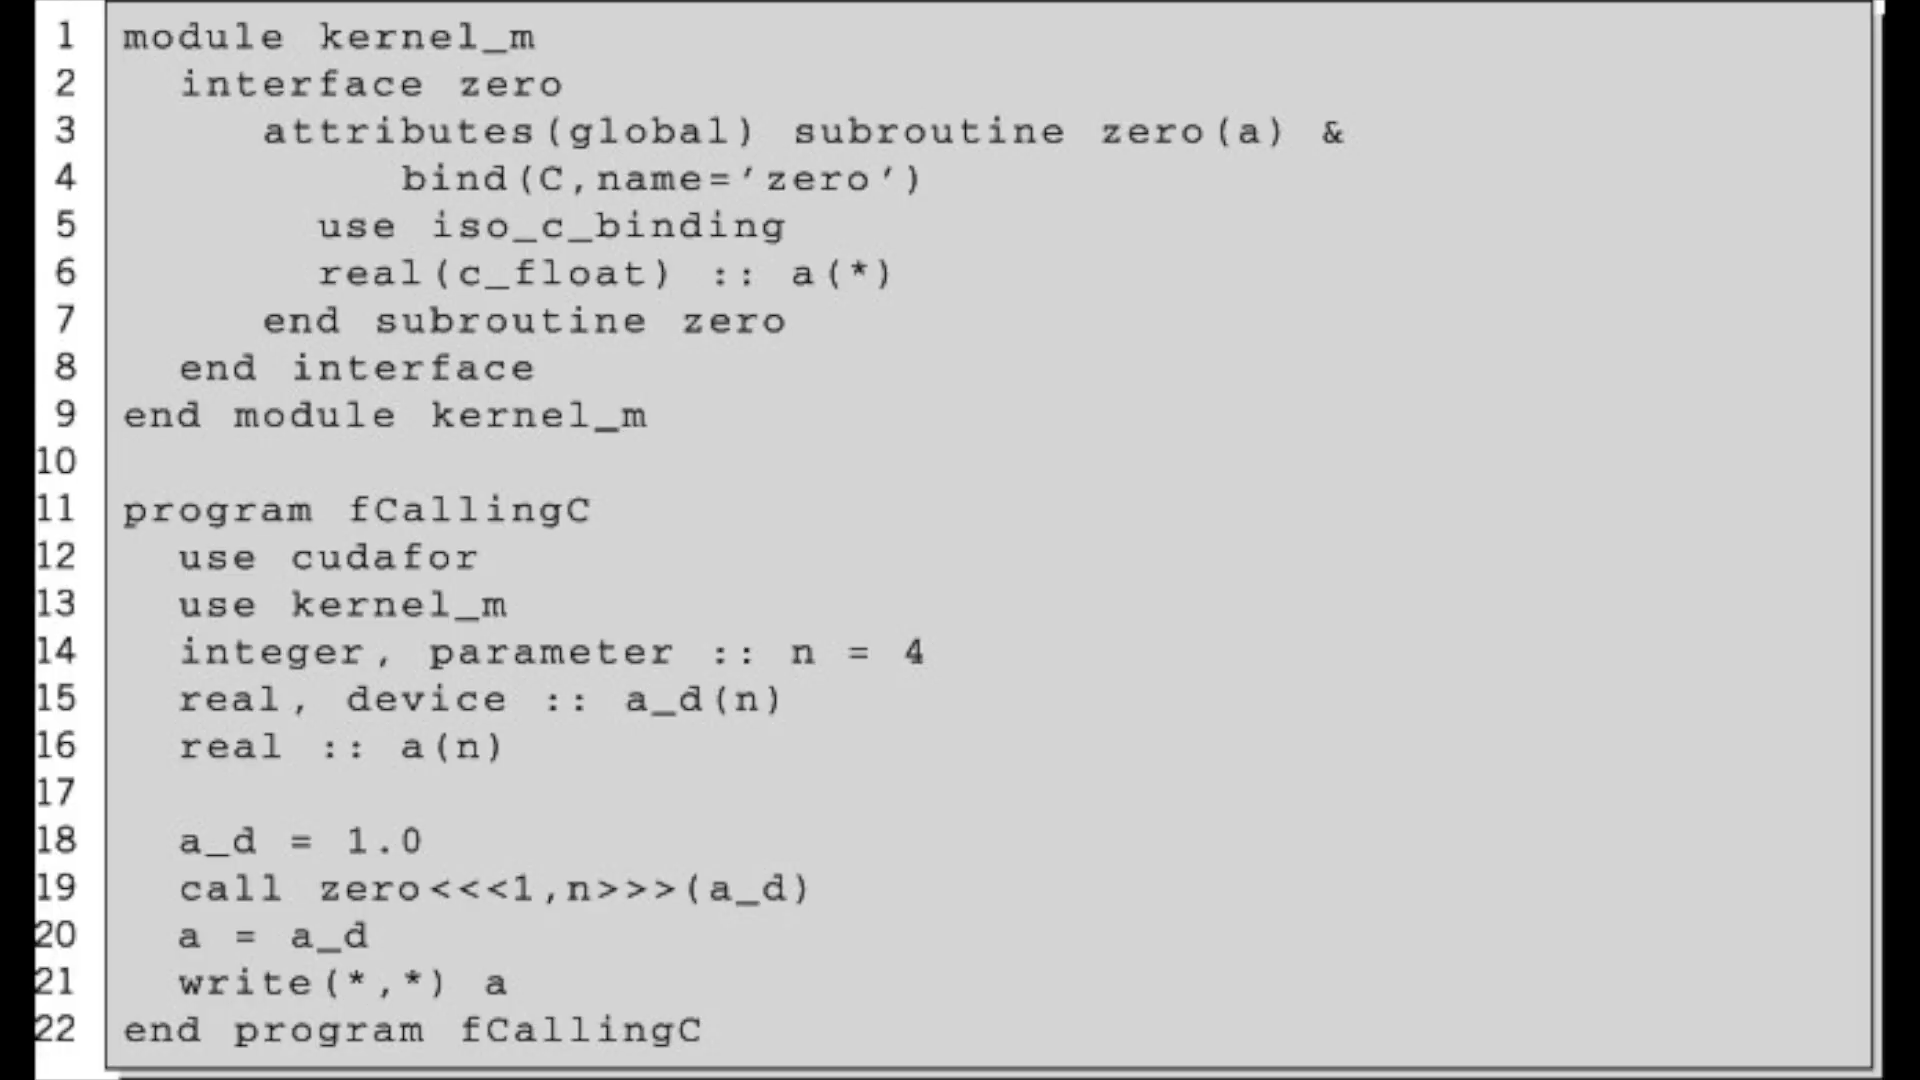 1 module kernel_m
2 interface zero
3 attributes(global) subroutine zero(a) &
4 bind(C,name='zero')
5 use iso_c_binding
6 real(c_float) :: a(*)
7 end subroutine zero
8 end interface
9 end module kernel_m
10
11 program fCallingC
12 use cudafor
13 use kernel_m
14 integer, parameter :: n = 4
15 real, device :: a_d(n)
16 real :: a(n)
17
18 a_d = 1.0
19 call zero<<<1,n>>>(a_d)
20 a = a_d
21 write(*,*) a
22 end program fCallingC